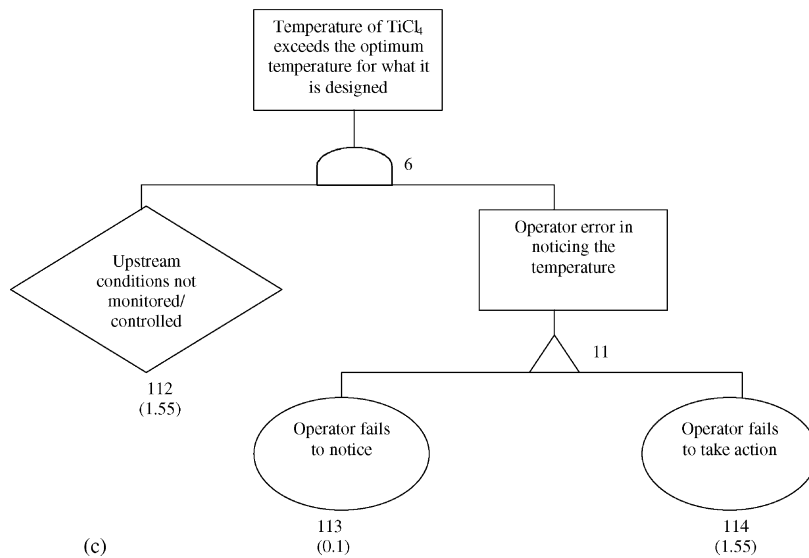 Temperature of TiCl₄
exceeds the optimum
temperature for what it
is designed
6
Upstream
conditions not
monitored/
controlled
112
(1.55)
Operator error in
noticing the
temperature
11
Operator fails
to notice
113
(0.1)
Operator fails
to take action
114
(1.55)
(c)